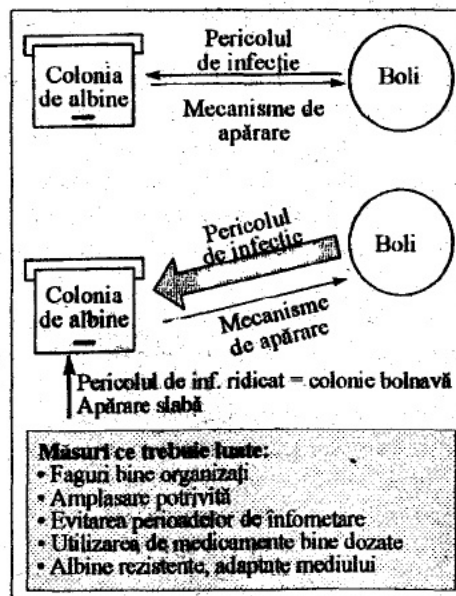 Colonia
de albine
Pericolul
de infecție
Mecanisme de
apărare
Boli
Colonia
de albine
Pericolul
de infecție
Mecanisme
de apărare
Boli
Pericolul de inf. ridicat = colonie bolnavă
Apărare slabă
Măsuri ce trebuie luate:
• Faguri bine organizați
• Amplasare potrivită
• Evitarea perioadelor de înfometare
• Utilizarea de medicamente bine dozate
• Albine rezistente, adaptate mediului